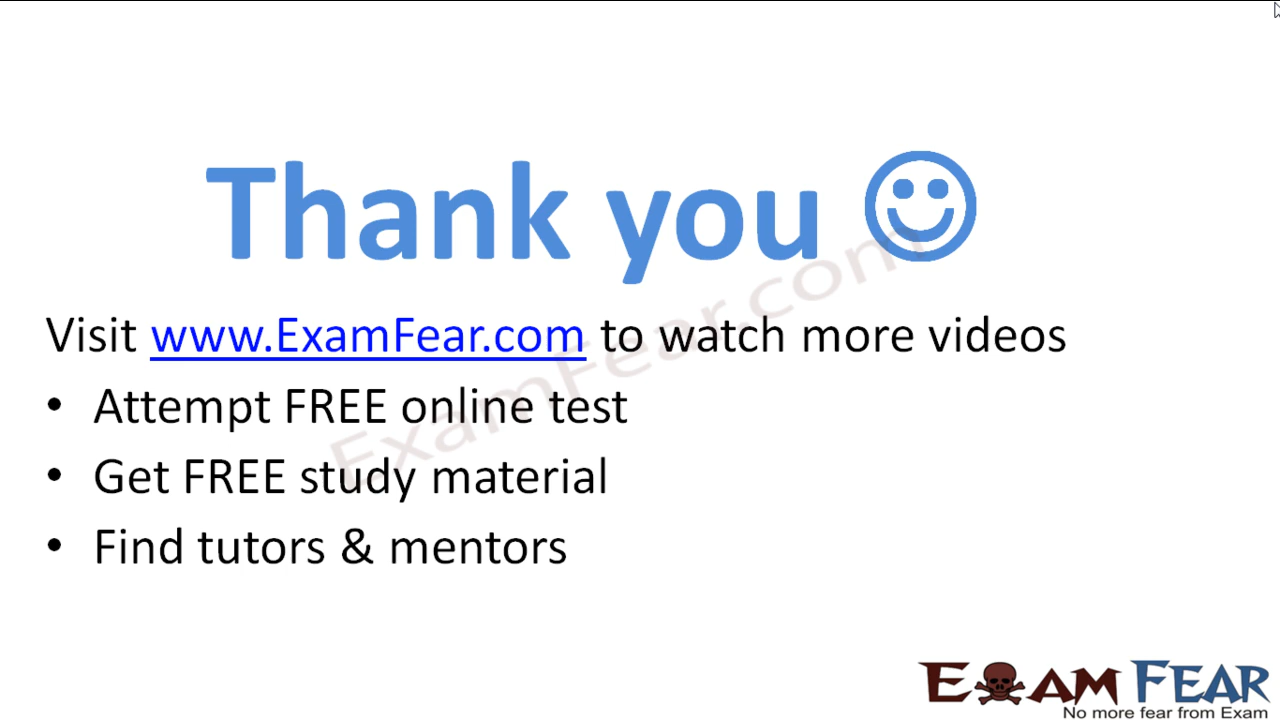 Thank you ☺
Visit www.ExamFear.com to watch more videos
• Attempt FREE online test
• Get FREE study material
• Find tutors & mentors
ExamFear.com
EXAM FEAR
No more fear from Exam